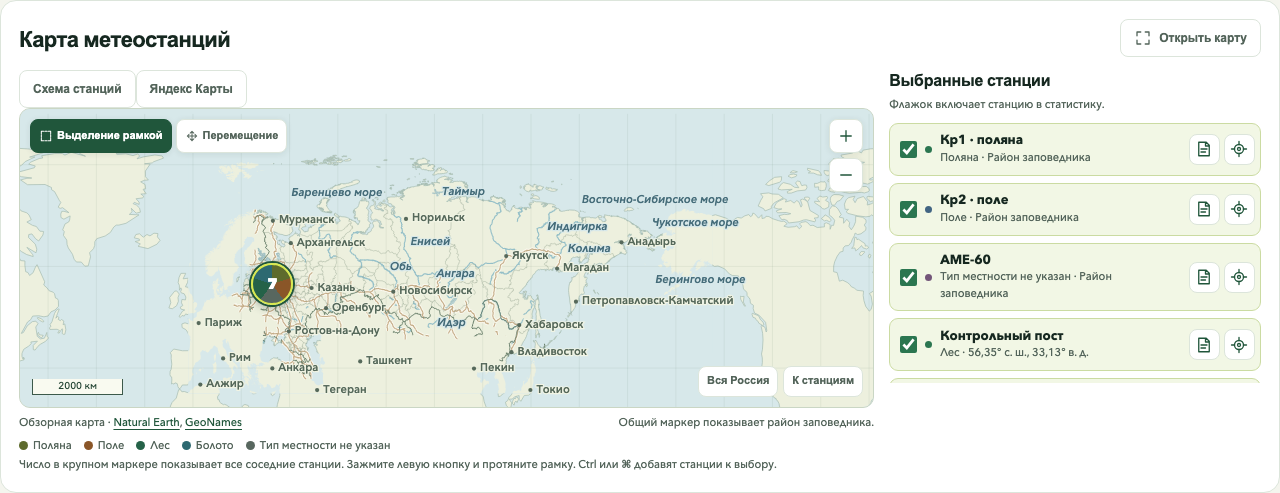 Карта метеостанций
Открыть карту
Схема станций
Яндекс Карты
Выделение рамкой
Перемещение
+
−
Баренцево море
Таймыр
Восточно-Сибирское море
Мурманск
Норильск
Индигирка
Чукотское море
Архангельск
Енисей
Колыма
Анадырь
Якутск
Обь
Ангара
Магадан
7
Казань
Новосибирск
Берингово море
Оренбург
Петропавловск-Камчатский
Париж
Ростов-на-Дону
Идэр
Хабаровск
Рим
Ташкент
Владивосток
Анкара
Пекин
Алжир
Тегеран
Токио
2000 км
Вся Россия
К станциям
Обзорная карта · Natural Earth, GeoNames
Общий маркер показывает район заповедника.
Поляна
Поле
Лес
Болото
Тип местности не указан
Число в крупном маркере показывает все соседние станции. Зажмите левую кнопку и протяните рамку. Ctrl или ⌘ добавят станции к выбору.
Выбранные станции
Флажок включает станцию в статистику.
Кр1 · поляна
Поляна · Район заповедника
Кр2 · поле
Поле · Район заповедника
АМЕ-60
Тип местности не указан · Район
заповедника
Контрольный пост
Лес · 56,35° с. ш., 33,13° в. д.